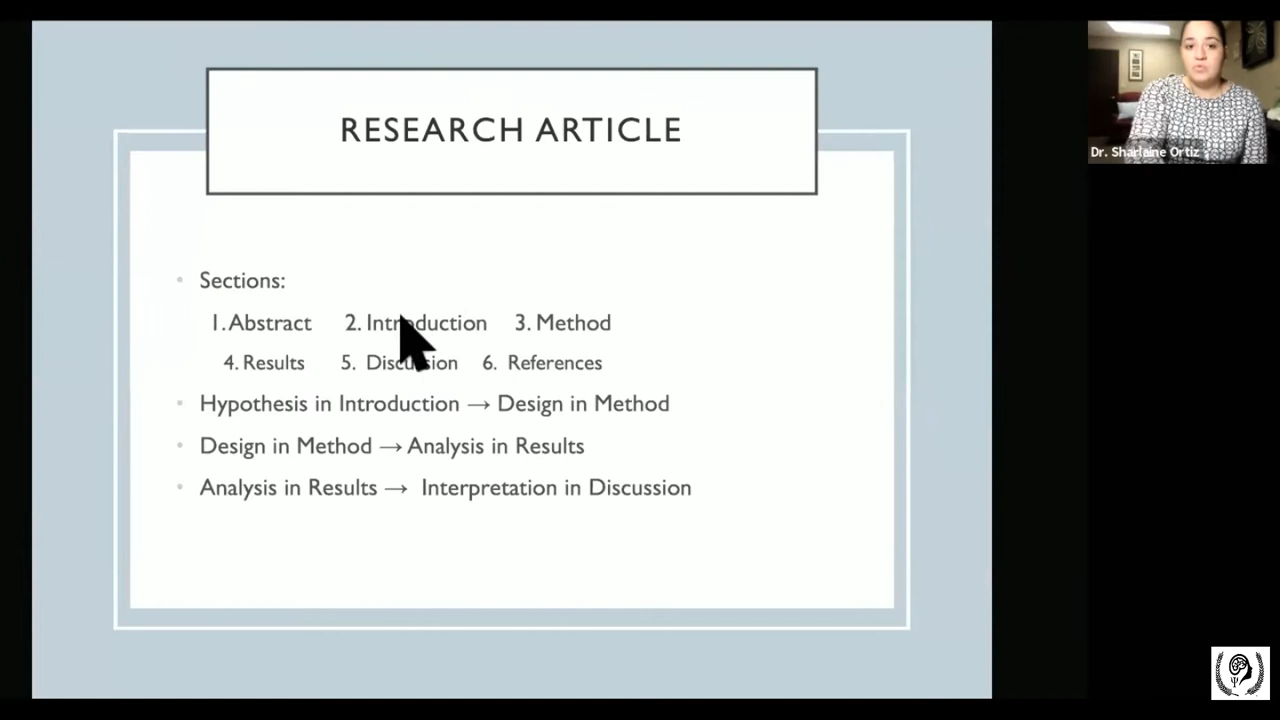 RESEARCH ARTICLE
Dr. Sharlaine Ortiz
Sections:
1. Abstract 2. Introduction 3. Method
4. Results 5. Discussion 6. References
Hypothesis in Introduction → Design in Method
Design in Method → Analysis in Results
Analysis in Results → Interpretation in Discussion
Ψ